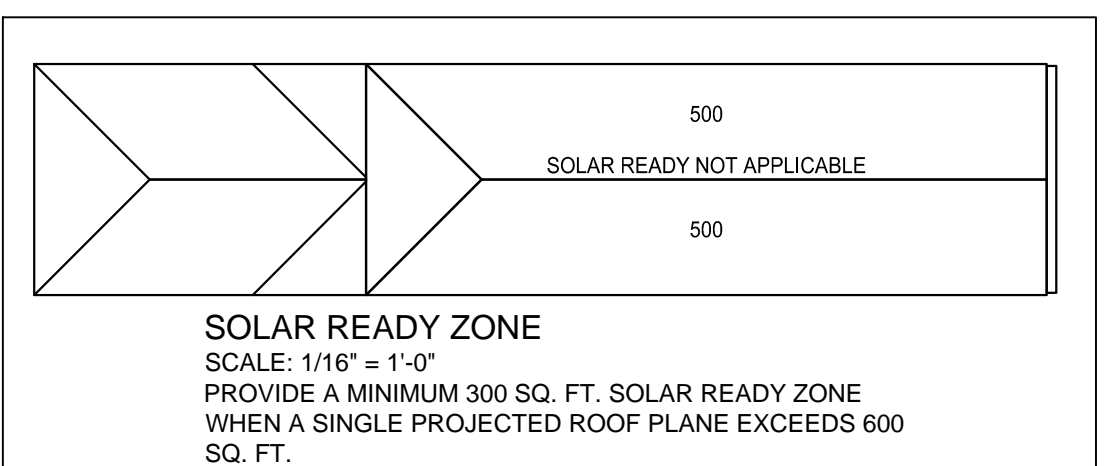 500
SOLAR READY NOT APPLICABLE
500
SOLAR READY ZONE
SCALE: 1/16" = 1'-0"
PROVIDE A MINIMUM 300 SQ. FT. SOLAR READY ZONE
WHEN A SINGLE PROJECTED ROOF PLANE EXCEEDS 600
SQ. FT.